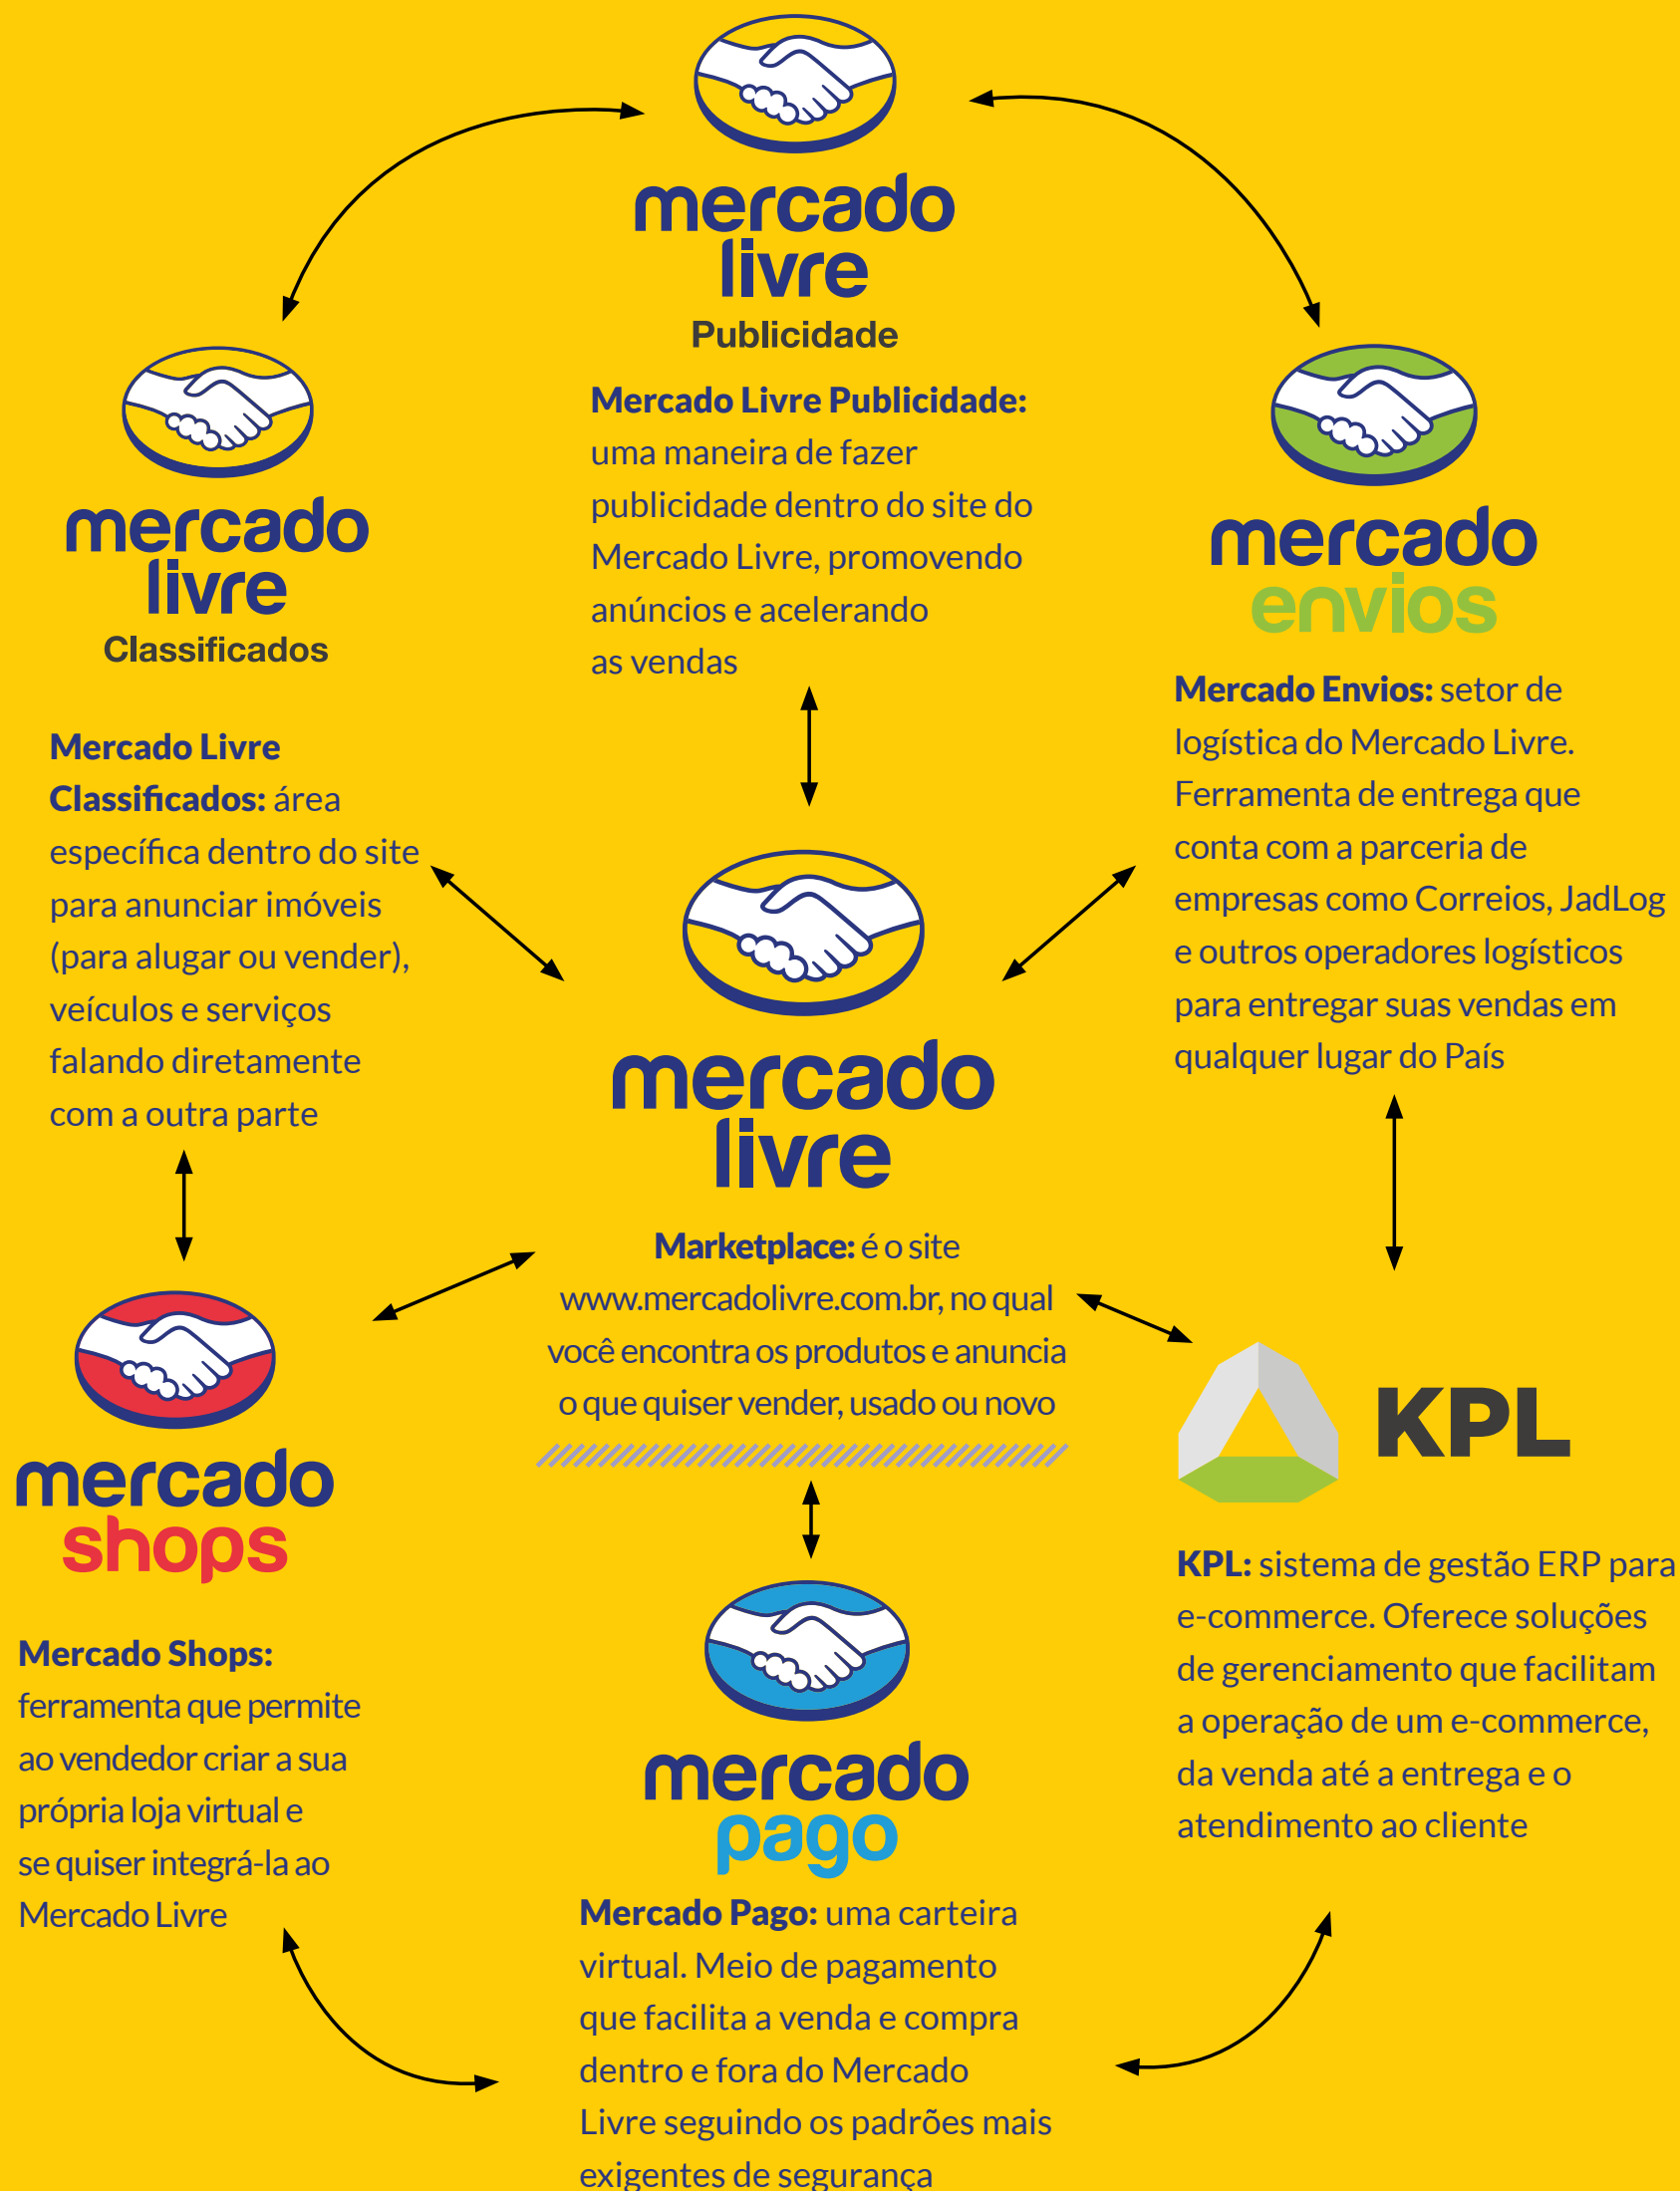 mercado
livre
Publicidade
Mercado Livre Publicidade:
uma maneira de fazer
publicidade dentro do site do
Mercado Livre, promovendo
anúncios e acelerando
as vendas
mercado
livre
Classificados
Mercado Livre
Classificados: área
específica dentro do site
para anunciar imóveis
(para alugar ou vender),
veículos e serviços
falando diretamente
com a outra parte
mercado
envios
Mercado Envios: setor de
logística do Mercado Livre.
Ferramenta de entrega que
conta com a parceria de
empresas como Correios, JadLog
e outros operadores logísticos
para entregar suas vendas em
qualquer lugar do País
mercado
livre
Marketplace: é o site
www.mercadolivre.com.br, no qual
você encontra os produtos e anuncia
o que quiser vender, usado ou novo
mercado
shops
Mercado Shops:
ferramenta que permite
ao vendedor criar a sua
própria loja virtual e
se quiser integrá-la ao
Mercado Livre
KPL
KPL: sistema de gestão ERP para
e-commerce. Oferece soluções
de gerenciamento que facilitam
a operação de um e-commerce,
da venda até a entrega e o
atendimento ao cliente
mercado
pago
Mercado Pago: uma carteira
virtual. Meio de pagamento
que facilita a venda e compra
dentro e fora do Mercado
Livre seguindo os padrões mais
exigentes de segurança